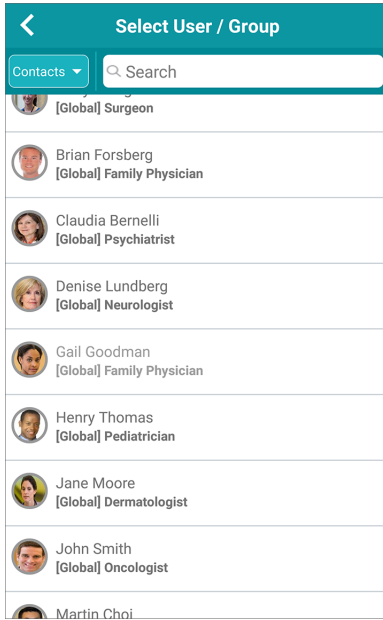 Select User / Group
Contacts
Search
[Global] Surgeon
Brian Forsberg
[Global] Family Physician
Claudia Bernelli
[Global] Psychiatrist
Denise Lundberg
[Global] Neurologist
Gail Goodman
[Global] Family Physician
Henry Thomas
[Global] Pediatrician
Jane Moore
[Global] Dermatologist
John Smith
[Global] Oncologist
Martin Choi